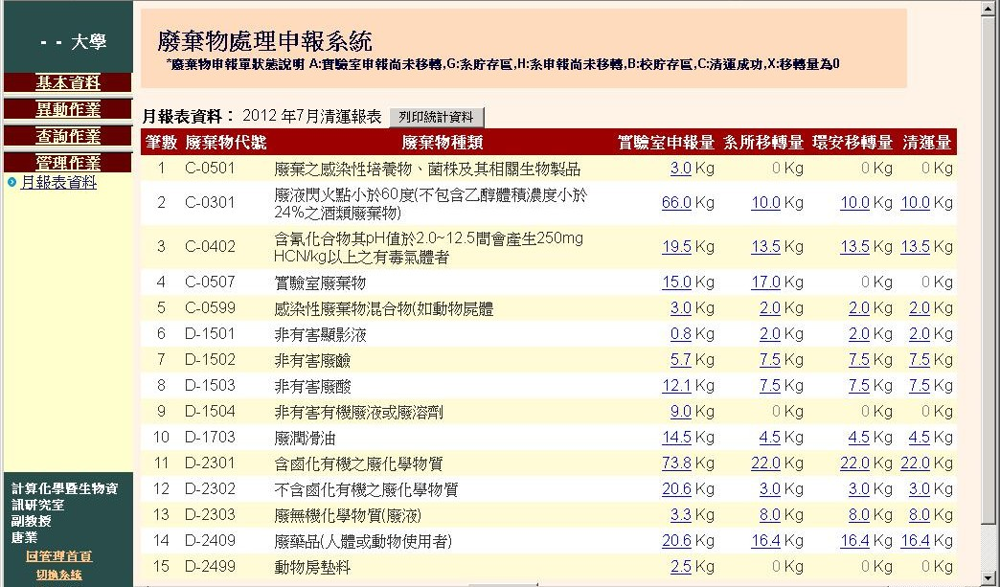 - - 大學
基本資料
異動作業
查詢作業
管理作業
月報表資料
計算化學暨生物資
訊研究室
副教授
唐業
回管理首頁
切換系統
廢棄物處理申報系統
*廢棄物申報單狀態說明 A:實驗室申報尚未移轉,G:系貯存區,H:系申報尚未移轉,B:校貯存區,C:清運成功,X:移轉量為0
月報表資料： 2012 年7月清運報表 列印統計資料
筆數 廢棄物代號 廢棄物種類 實驗室申報量 系所移轉量 環安移轉量 清運量
1 C-0501 廢棄之感染性培養物、菌株及其相關生物製品 3.0 Kg 0 Kg 0 Kg 0 Kg
2 C-0301 廢液閃火點小於60度(不包含乙醇體積濃度小於
24%之酒類廢棄物) 66.0 Kg 10.0 Kg 10.0 Kg 10.0 Kg
3 C-0402 含氰化合物其pH值於2.0~12.5間會產生250mg
HCN/kg以上之有毒氣體者 19.5 Kg 13.5 Kg 13.5 Kg 13.5 Kg
4 C-0507 實驗室廢棄物 15.0 Kg 17.0 Kg 0 Kg 0 Kg
5 C-0599 感染性廢棄物混合物(如動物屍體 3.0 Kg 2.0 Kg 2.0 Kg 2.0 Kg
6 D-1501 非有害顯影液 0.8 Kg 2.0 Kg 2.0 Kg 2.0 Kg
7 D-1502 非有害廢鹼 5.7 Kg 7.5 Kg 7.5 Kg 7.5 Kg
8 D-1503 非有害廢酸 12.1 Kg 7.5 Kg 7.5 Kg 7.5 Kg
9 D-1504 非有害有機廢液或廢溶劑 9.0 Kg 0 Kg 0 Kg 0 Kg
10 D-1703 廢潤滑油 14.5 Kg 4.5 Kg 4.5 Kg 4.5 Kg
11 D-2301 含鹵化有機之廢化學物質 73.8 Kg 22.0 Kg 22.0 Kg 22.0 Kg
12 D-2302 不含鹵化有機之廢化學物質 20.6 Kg 3.0 Kg 3.0 Kg 3.0 Kg
13 D-2303 廢無機化學物質(廢液) 3.3 Kg 8.0 Kg 8.0 Kg 8.0 Kg
14 D-2409 廢藥品(人體或動物使用者) 20.6 Kg 16.4 Kg 16.4 Kg 16.4 Kg
15 D-2499 動物房墊料 2.5 Kg 0 Kg 0 Kg 0 Kg